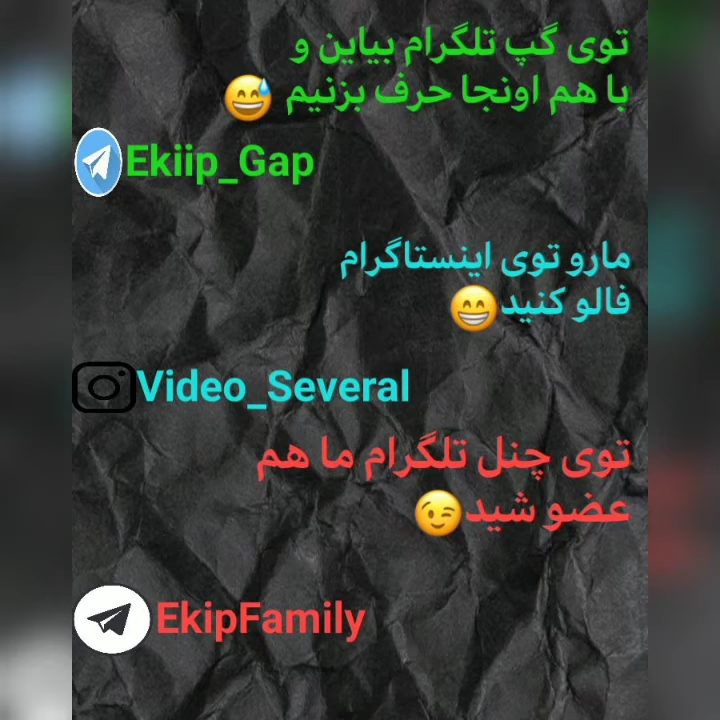 توی گپ تلگرام بیاین و
با هم اونجا حرف بزنیم 😅
Ekiip_Gap
مارو توی اینستاگرام
فالو کنید😁
Video_Several
توی چنل تلگرام ما هم
عضو شید😉
EkipFamily